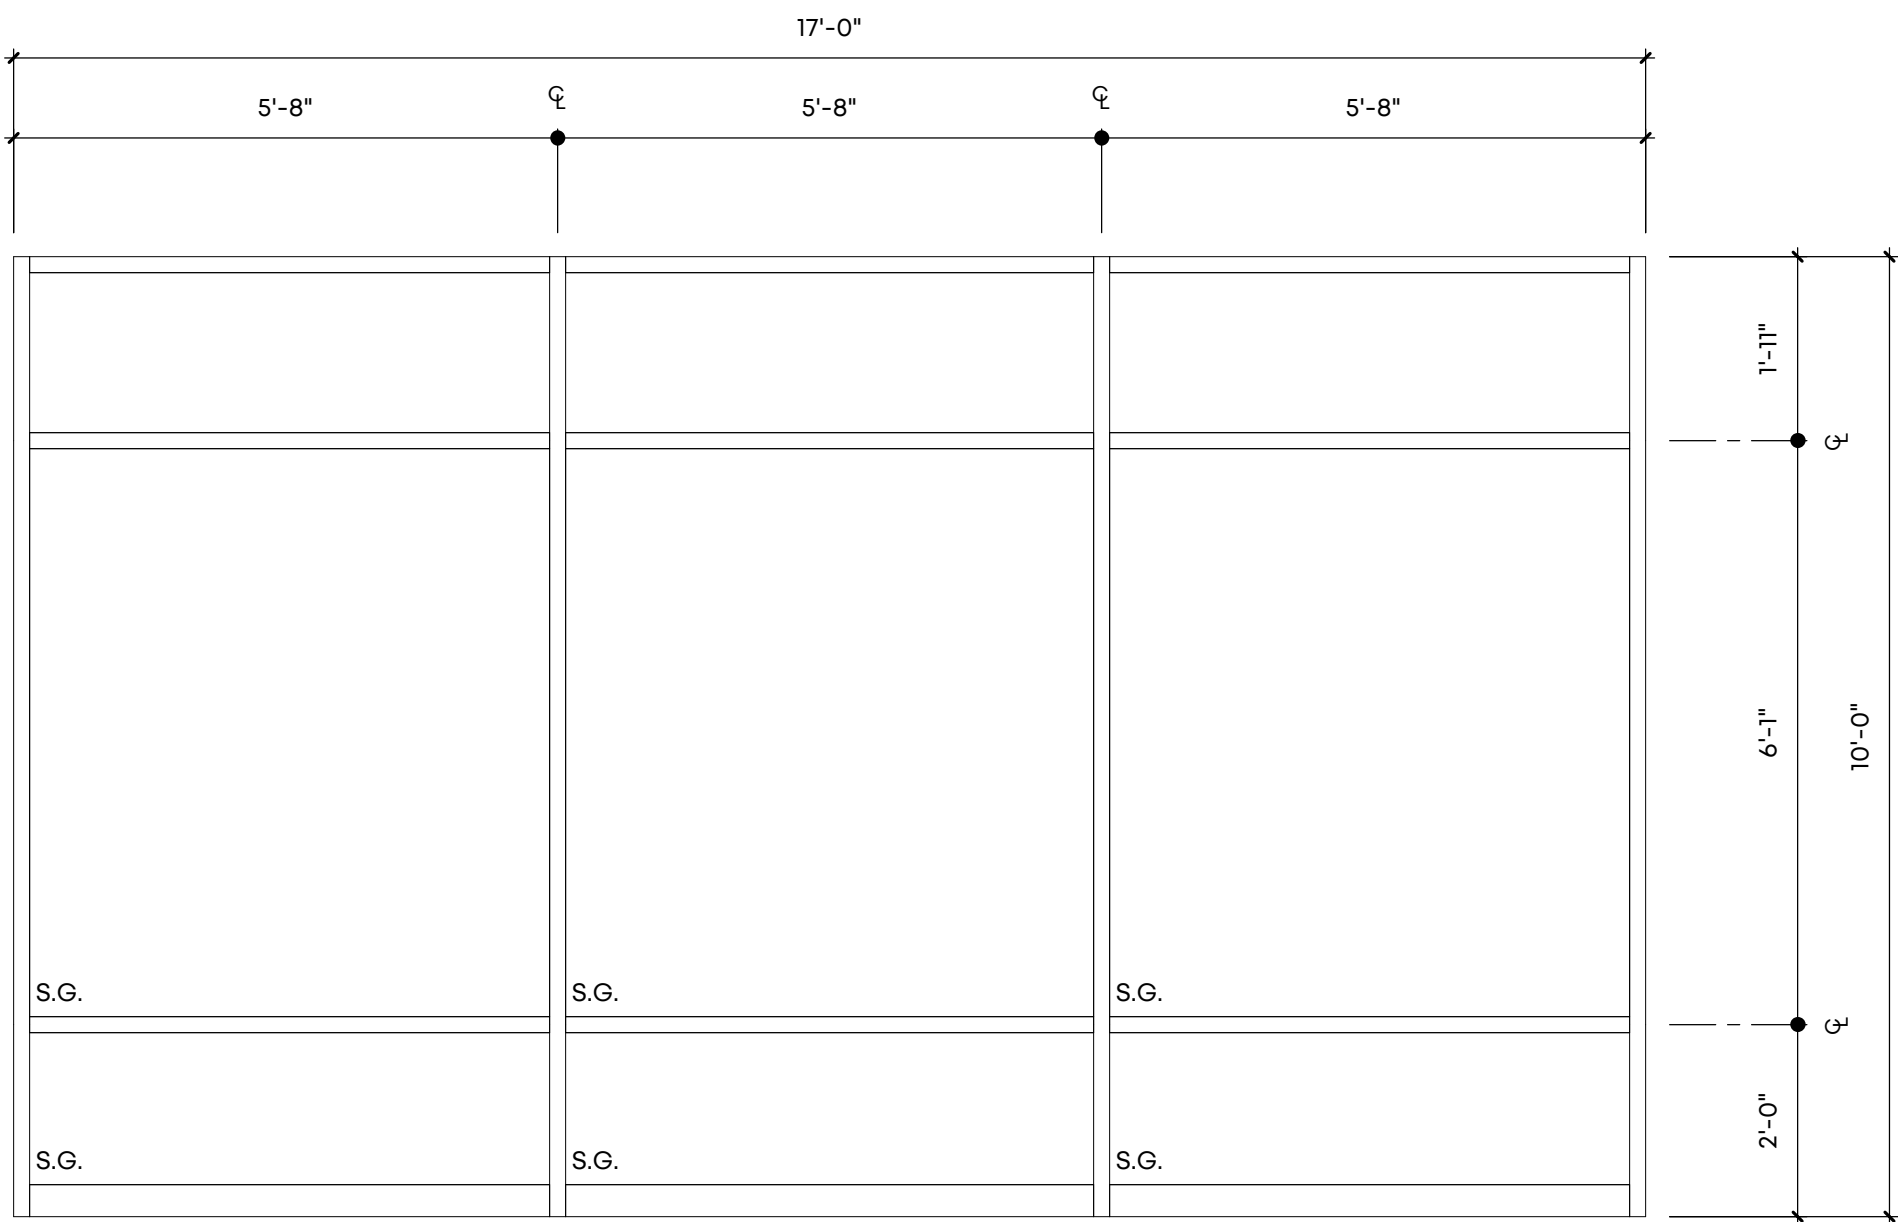 17'-0"
5'-8" ℄ 5'-8" ℄ 5'-8"
1'-11"
℄
6'-1"
10'-0"
S.G. S.G. S.G.
℄
2'-0"
S.G. S.G. S.G.